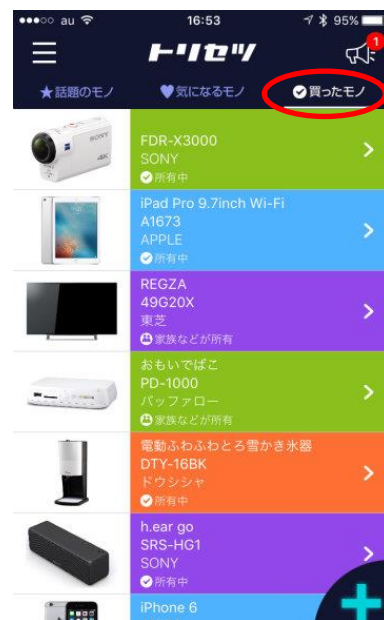 au 16:53 95%
トリセツ
1
★話題のモノ ♥気になるモノ 買ったモノ
FDR-X3000
SONY
所有中
iPad Pro 9.7inch Wi-Fi
A1673
APPLE
所有中
REGZA
49G20X
東芝
家族などが所有
おもいでばこ
PD-1000
バッファロー
家族などが所有
電動ふわふわとろ雪かき氷器
DTY-16BK
ドウシシャ
所有中
h.ear go
SRS-HG1
SONY
所有中
iPhone 6
SONY
4K